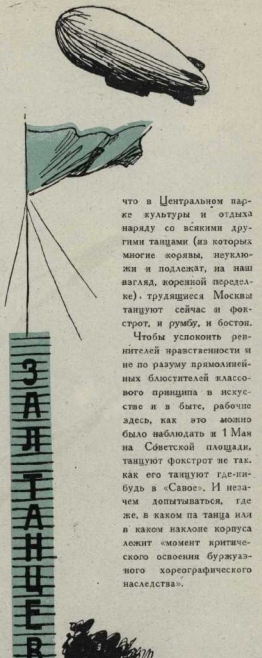 что в Центральном пар-
ке культуры и отдыха
наряду со всякими дру-
гими танцами (из которых
многие корявы, неуклю-
жи и подлежат, на наш
взгляд, коренной передел-
ке), трудящиеся Москвы
танцуют сейчас и фок-
строт, и румбу, и бостон.
Чтобы успокоить рев-
нителей нравственности и
не по разуму прямолиней-
ных блюстителей классо-
вого принципа в искус-
стве и в быте, рабочие
здесь, как это можно
было наблюдать и 1 Мая
на Советской площади,
танцуют фокстрот не так,
как его танцуют где-ни-
будь в «Савое». И неза-
чем допытываться, где
же, в каком па танца или
в каком наклоне корпуса
лежит «момент критиче-
ского освоения буржуаз-
ного хореографического
наследства».
ЗАЛ ТАНЦЕВ